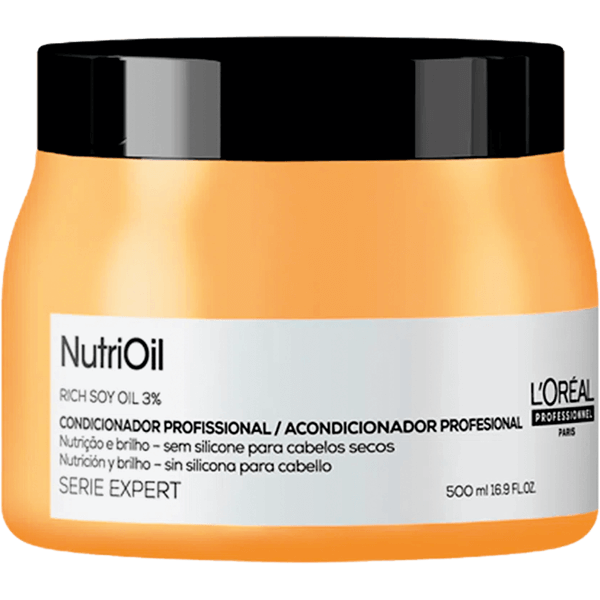 NutriOil
RICH SOY OIL 3%
CONDICIONADOR PROFISSIONAL / ACONDICIONADOR PROFESIONAL
Nutrição e brilho – sem silicone para cabelos secos
Nutrición y brilho – sin silicona para cabello
SERIE EXPERT
L'ORÉAL
PROFESSIONNEL
PARIS
500 ml 16.9 FL.OZ.